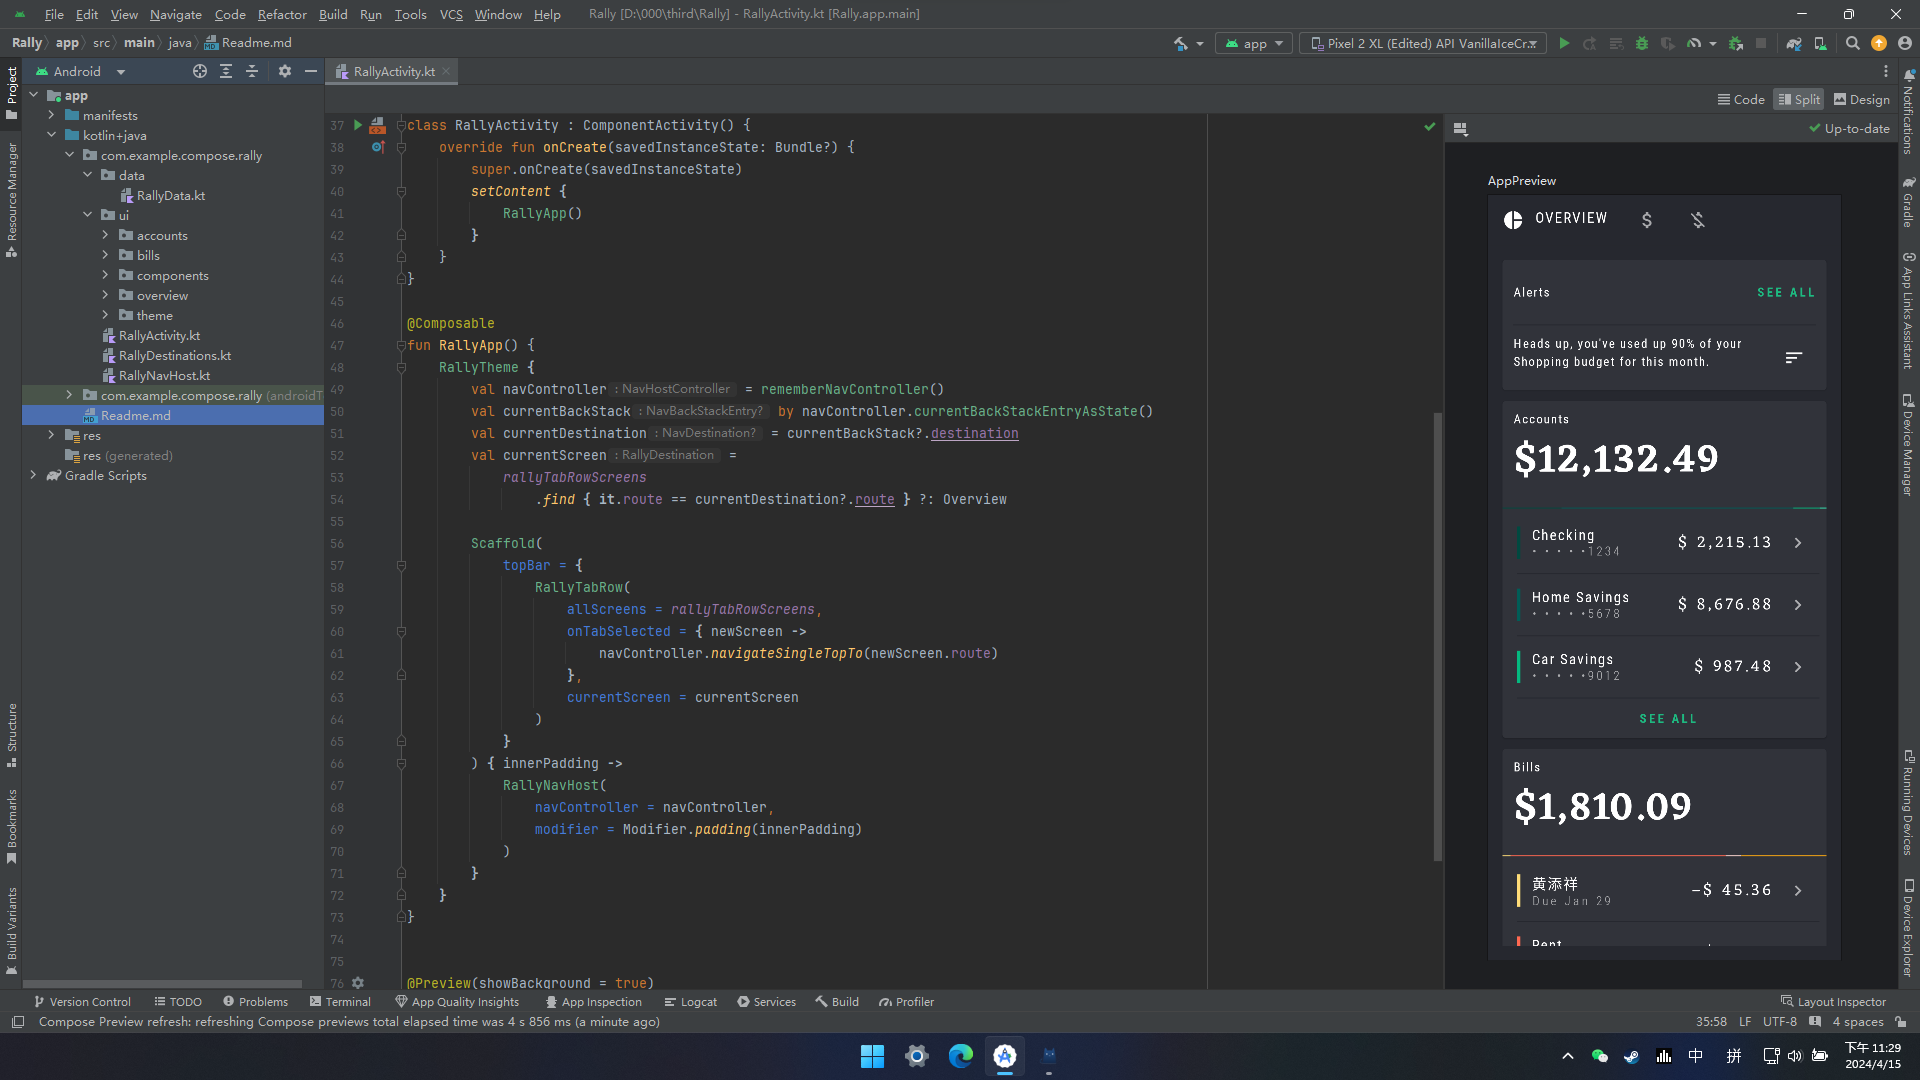 File Edit View Navigate Code Refactor Build Run Tools VCS Window Help Rally [D:\000\third\Rally] - RallyActivity.kt [Rally.app.main]
Rally app src main java Readme.md app Pixel 2 XL (Edited) API VanillaIceCr...
Android RallyActivity.kt
Code Split Design
Up-to-date
Project
Resource Manager
Structure
Bookmarks
Build Variants
app
manifests
kotlin+java
com.example.compose.rally
data
RallyData.kt
ui
accounts
bills
components
overview
theme
RallyActivity.kt
RallyDestinations.kt
RallyNavHost.kt
com.example.compose.rally (androidT
Readme.md
res
res (generated)
Gradle Scripts
37 class RallyActivity : ComponentActivity() {
38 override fun onCreate(savedInstanceState: Bundle?) {
39 super.onCreate(savedInstanceState)
40 setContent {
41 RallyApp()
42 }
43 }
44 }
45
46 @Composable
47 fun RallyApp() {
48 RallyTheme {
49 val navController : NavHostController = rememberNavController()
50 val currentBackStack : NavBackStackEntry? by navController.currentBackStackEntryAsState()
51 val currentDestination : NavDestination? = currentBackStack?.destination
52 val currentScreen : RallyDestination =
53 rallyTabRowScreens
54 .find { it.route == currentDestination?.route } ?: Overview
55
56 Scaffold(
57 topBar = {
58 RallyTabRow(
59 allScreens = rallyTabRowScreens,
60 onTabSelected = { newScreen ->
61 navController.navigateSingleTopTo(newScreen.route)
62 },
63 currentScreen = currentScreen
64 )
65 }
66 ) { innerPadding ->
67 RallyNavHost(
68 navController = navController,
69 modifier = Modifier.padding(innerPadding)
70 )
71 }
72 }
73 }
74
75
76 @Preview(showBackground = true)
AppPreview
OVERVIEW
Alerts SEE ALL
Heads up, you've used up 90% of your
Shopping budget for this month.
Accounts
$12,132.49
Checking
• • • • •1234
$ 2,215.13
Home Savings
• • • • •5678
$ 8,676.88
Car Savings
• • • • •9012
$ 987.48
SEE ALL
Bills
$1,810.09
黄添祥
Due Jan 29
-$ 45.36
Rent
Notifications
Gradle
App Links Assistant
Device Manager
Running Devices
Device Explorer
Version Control TODO Problems Terminal App Quality Insights App Inspection Logcat Services Build Profiler Layout Inspector
Compose Preview refresh: refreshing Compose previews total elapsed time was 4 s 856 ms (a minute ago) 35:58 LF UTF-8 4 spaces
中 拼 下午 11:29
2024/4/15